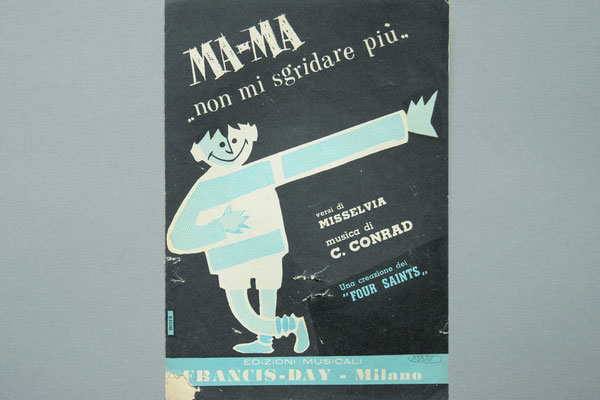 MA-MA
..non mi sgridare più..
versi di
MISSELVIA
musica di
C. CONRAD
Una creazione dei
"FOUR SAINTS"
EDIZIONI MUSICALI
FRANCIS-DAY - Milano